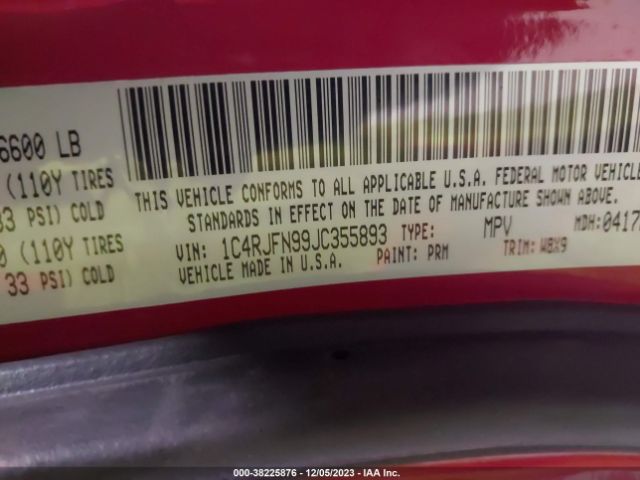 6600 LB
(110Y TIRES
33 PSI) COLD
0 (110Y TIRES
33 PSI) COLD
THIS VEHICLE CONFORMS TO ALL APPLICABLE U.S.A. FEDERAL MOTOR VEHICLE
STANDARDS IN EFFECT ON THE DATE OF MANUFACTURE SHOWN ABOVE.
VIN: 1C4RJFN99JC355893 TYPE: MPV MDH: 0417
VEHICLE MADE IN U.S.A. PAINT: PRM TRIM: WBX9
000-38225876 - 12/05/2023 - IAA Inc.